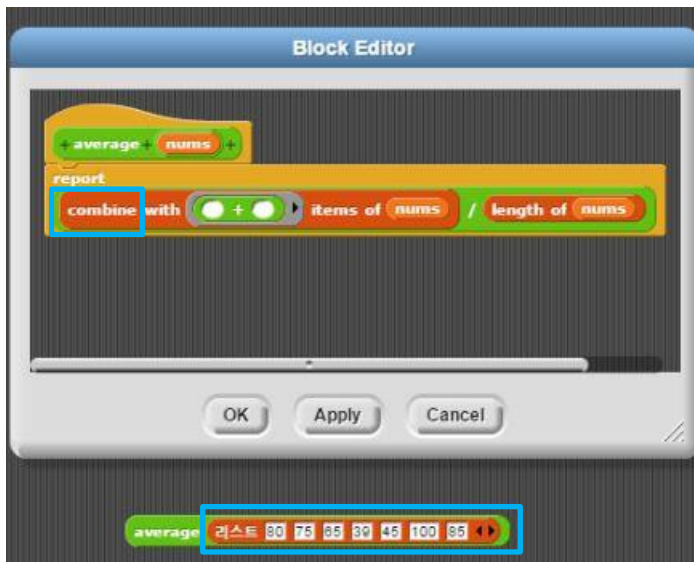 Block Editor
+ average + nums +
report
combine with + items of nums / length of nums
OK Apply Cancel
average 리스트 80 75 65 39 45 100 85